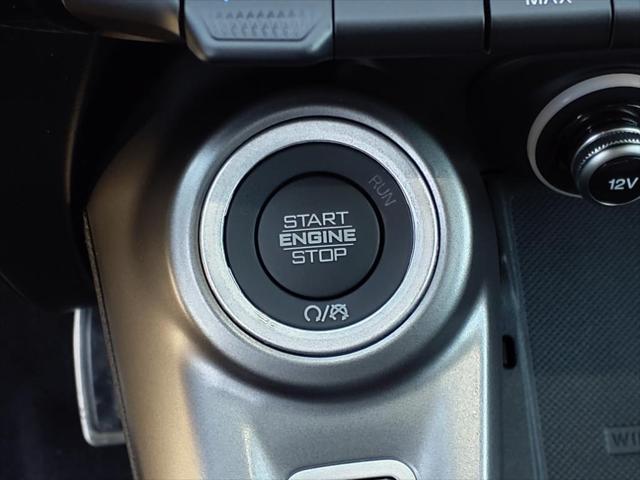 MAX
RUN
START
ENGINE
STOP
12V